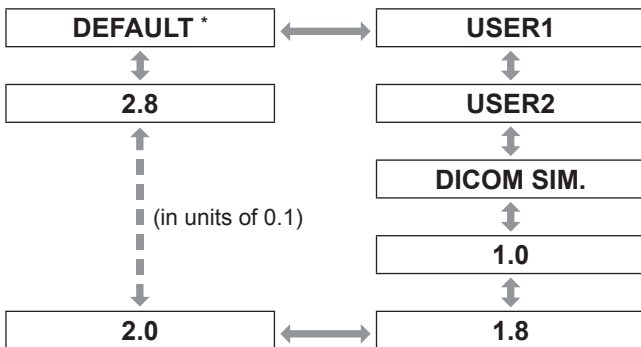 DEFAULT * USER1
2.8 USER2
DICOM SIM.
(in units of 0.1)
1.0
2.0 1.8